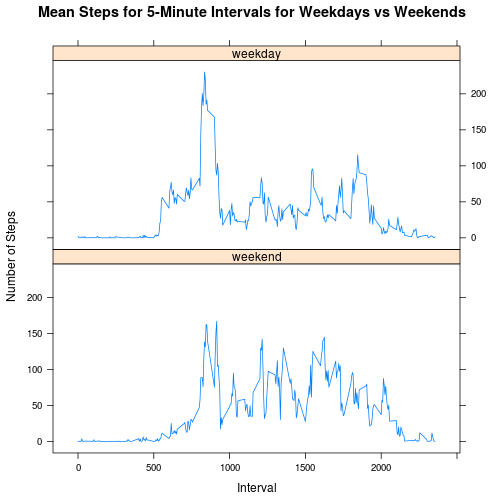 Mean Steps for 5-Minute Intervals for Weekdays vs Weekends
weekday
200
150
100
50
0
weekend
200
150
100
50
0
Number of Steps
0 500 1000 1500 2000
Interval